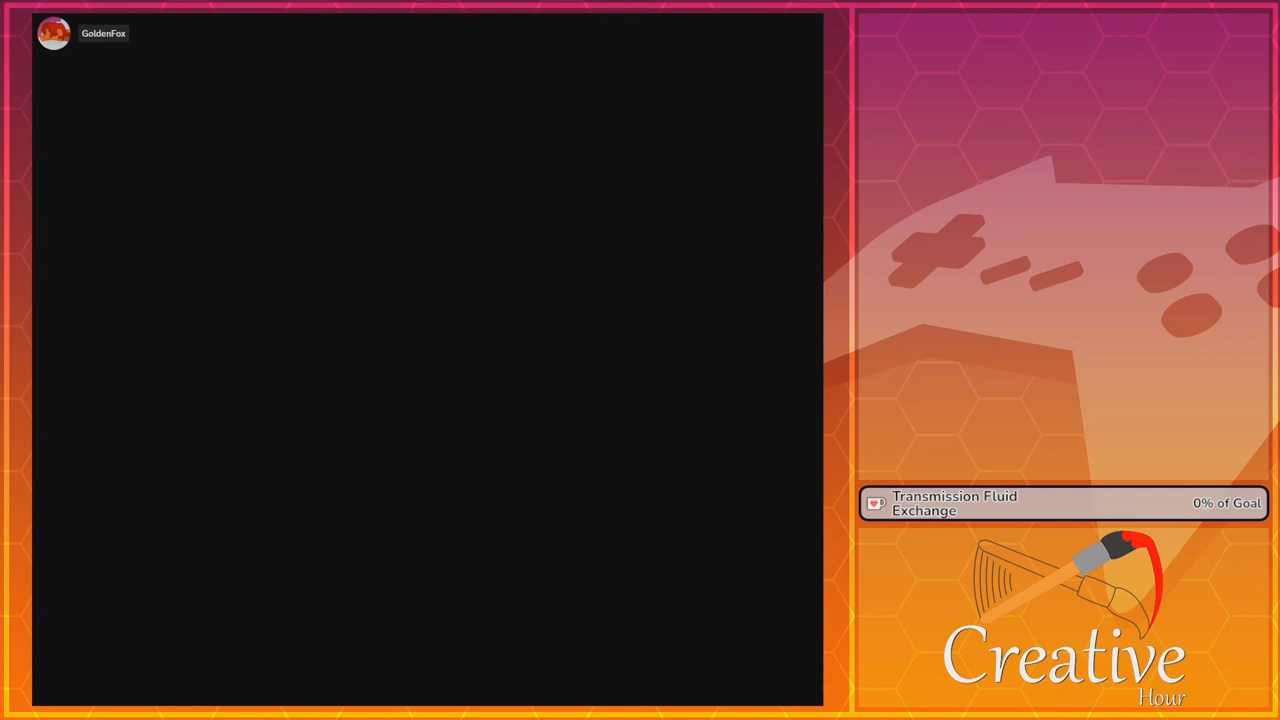 GoldenFox
Transmission Fluid
Exchange
0% of Goal
Creative
Hour